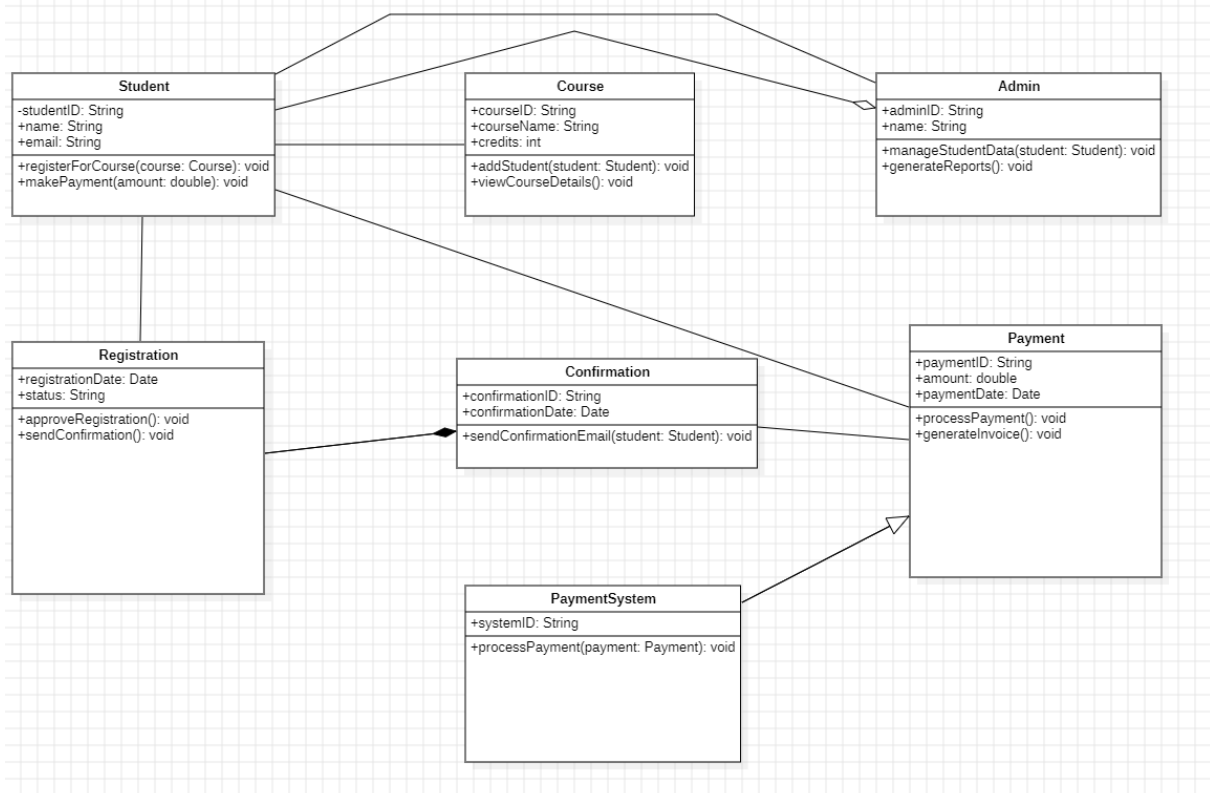 Student
-studentID: String
+name: String
+email: String
+registerForCourse(course: Course): void
+makePayment(amount: double): void
Course
+courseID: String
+courseName: String
+credits: int
+addStudent(student: Student): void
+viewCourseDetails(): void
Admin
+adminID: String
+name: String
+manageStudentData(student: Student): void
+generateReports(): void
Registration
+registrationDate: Date
+status: String
+approveRegistration(): void
+sendConfirmation(): void
Confirmation
+confirmationID: String
+confirmationDate: Date
+sendConfirmationEmail(student: Student): void
Payment
+paymentID: String
+amount: double
+paymentDate: Date
+processPayment(): void
+generateInvoice(): void
PaymentSystem
+systemID: String
+processPayment(payment: Payment): void